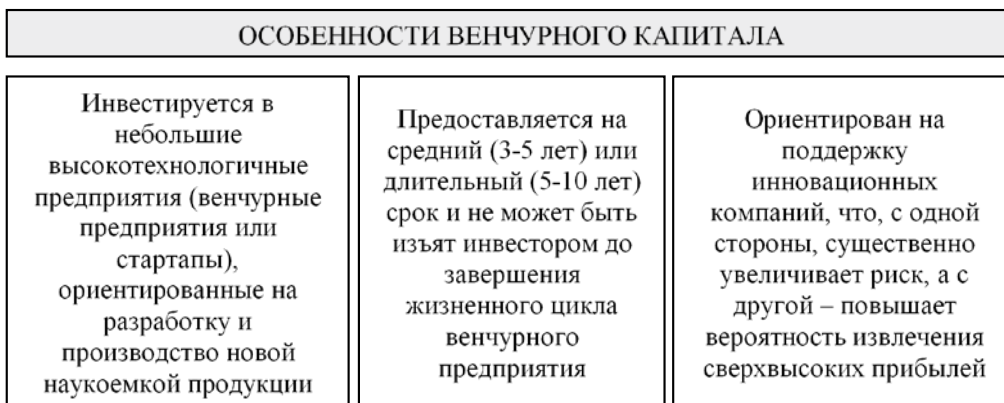 ОСОБЕННОСТИ ВЕНЧУРНОГО КАПИТАЛА
Инвестируется в
небольшие
высокотехнологичные
предприятия (венчурные
предприятия или
стартапы),
ориентированные на
разработку и
производство новой
наукоемкой продукции
Предоставляется на
средний (3-5 лет) или
длительный (5-10 лет)
срок и не может быть
изъят инвестором до
завершения
жизненного цикла
венчурного
предприятия
Ориентирован на
поддержку
инновационных
компаний, что, с одной
стороны, существенно
увеличивает риск, а с
другой – повышает
вероятность извлечения
сверхвысоких прибылей